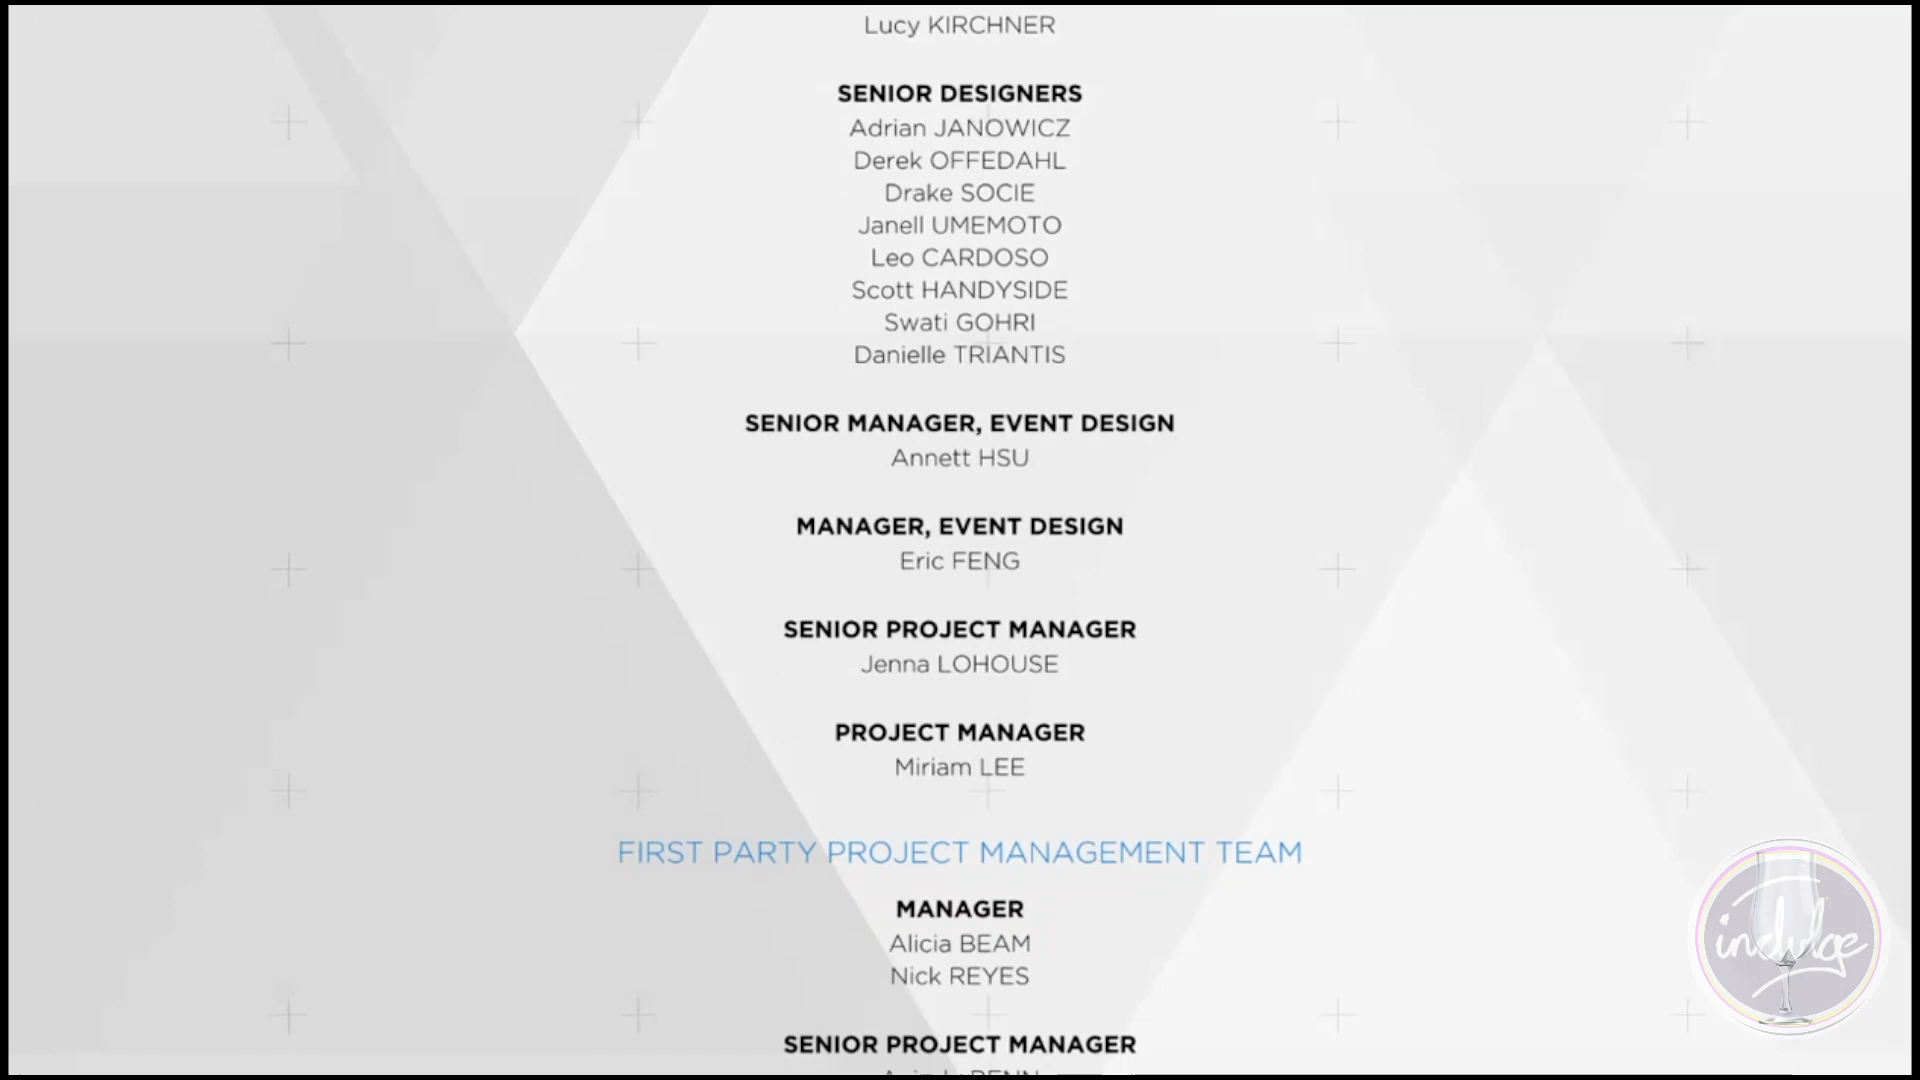 Lucy KIRCHNER
SENIOR DESIGNERS
Adrian JANOWICZ
Derek OFFEDAHL
Drake SOCIE
Janell UMEMOTO
Leo CARDOSO
Scott HANDYSIDE
Swati GOHRI
Danielle TRIANTIS
SENIOR MANAGER, EVENT DESIGN
Annett HSU
MANAGER, EVENT DESIGN
Eric FENG
SENIOR PROJECT MANAGER
Jenna LOHOUSE
PROJECT MANAGER
Miriam LEE
FIRST PARTY PROJECT MANAGEMENT TEAM
MANAGER
Alicia BEAM
Nick REYES
indulge
SENIOR PROJECT MANAGER